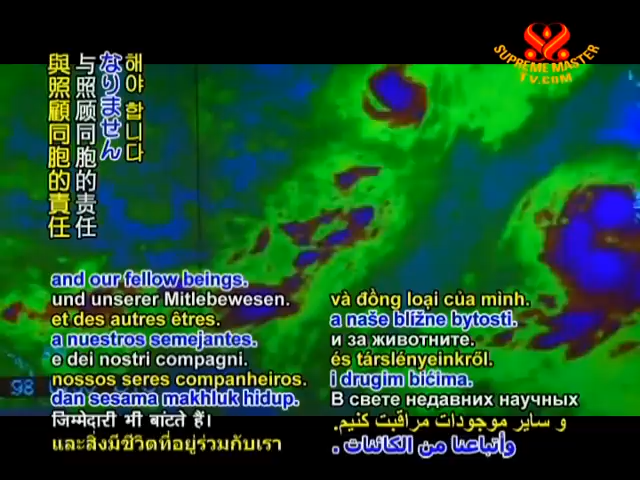 SUPREME MASTER
TV.COM
해야 합니다
なりません
与照顾同胞的责任
與照顧同胞的責任
and our fellow beings.
und unserer Mitlebewesen.
et des autres êtres.
a nuestros semejantes.
e dei nostri compagni.
nossos seres companheiros.
dan sesama makhluk hidup.
जिम्मेदारी भी बांटते हैं।
และสิ่งมีชีวิตที่อยู่ร่วมกับเรา
và đồng loại của mình.
a naše blížne bytosti.
и за животните.
és társlényeinkről.
i drugim bićima.
В свете недавних научных
و سایر موجودات مراقبت کنیم.
وأتباعنا من الكائنات .
98